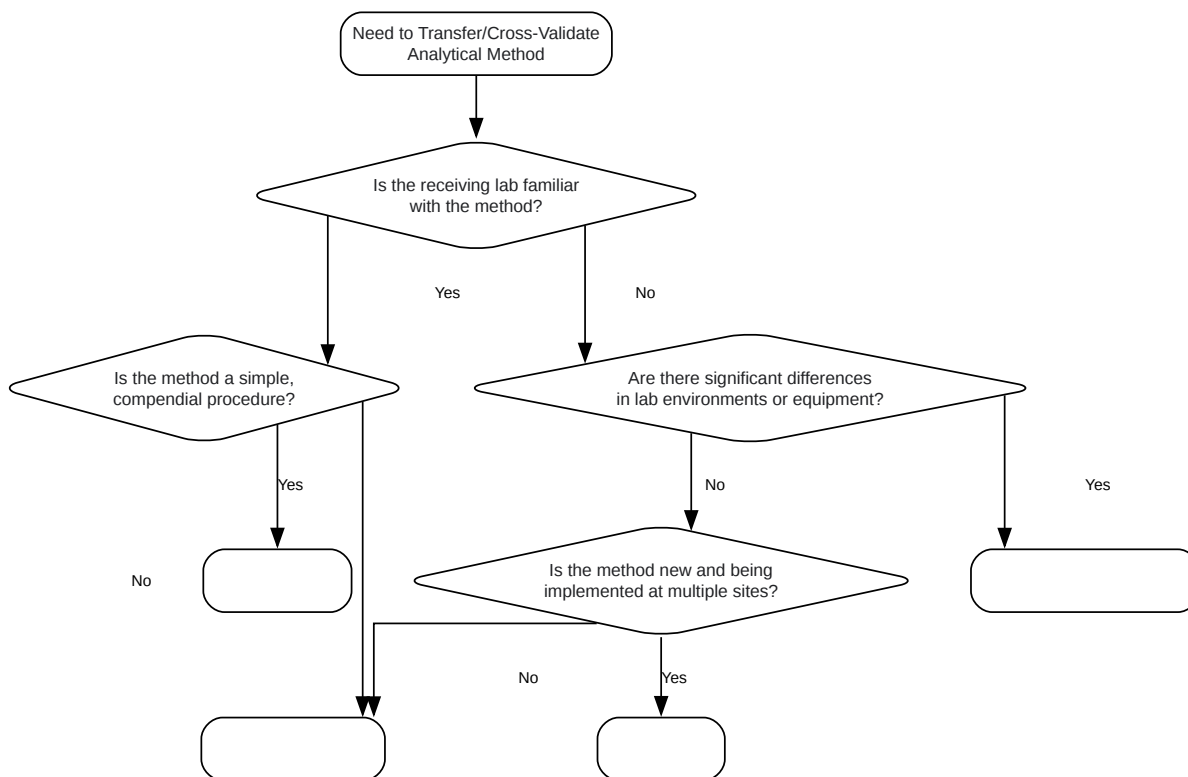 Need to Transfer/Cross-Validate
Analytical Method
Is the receiving lab familiar
with the method?
Yes
No
Is the method a simple,
compendial procedure?
Are there significant differences
in lab environments or equipment?
Yes
No
Yes
No
Is the method new and being
implemented at multiple sites?
No
Yes